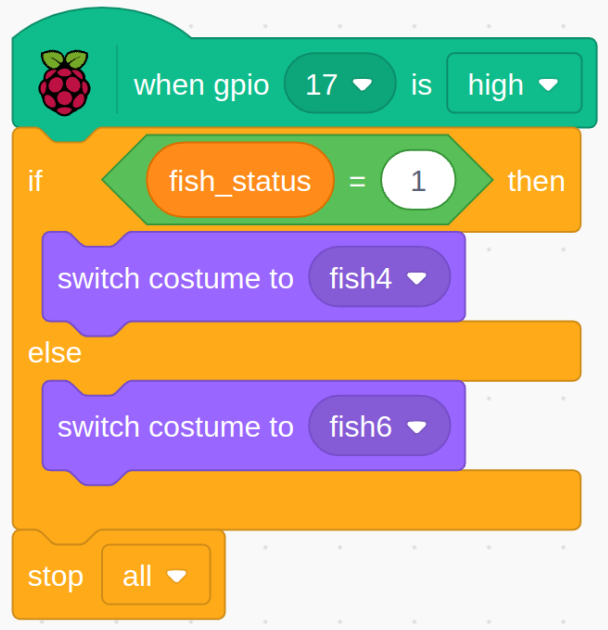 when gpio 17 is high
if fish_status = 1 then
switch costume to fish4
else
switch costume to fish6
stop all